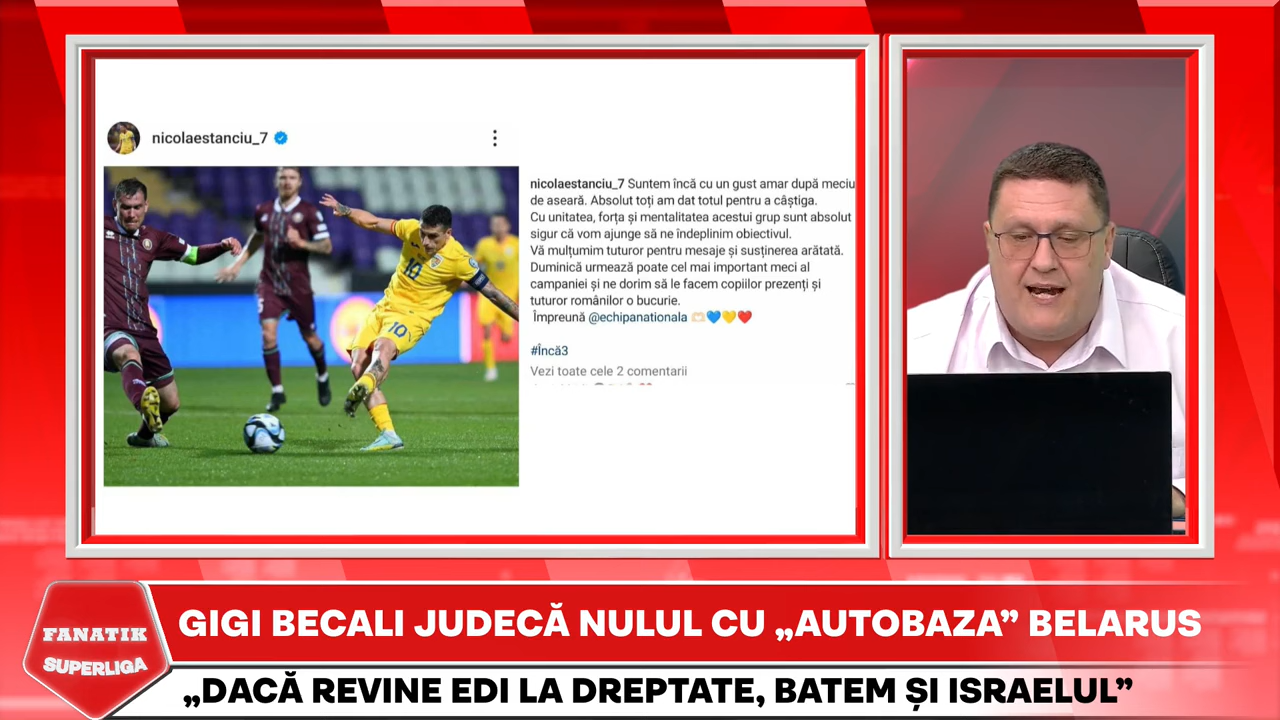 nicolaestanciu_7
nicolaestanciu_7 Suntem încă cu un gust amar după meciu
de aseară. Absolut toți am dat totul pentru a câștiga.
Cu unitatea, forța și mentalitatea acestui grup sunt absolut
sigur că vom ajunge să ne îndeplinim obiectivul.
Vă mulțumim tuturor pentru mesaje și susținerea arătată.
Duminică urmează poate cel mai important meci al
campaniei și ne dorim să le facem copiilor prezenți și
tuturor românilor o bucurie.
Împreună @echipanationala 🫶🏻💙💛❤️
#Încă3
Vezi toate cele 2 comentarii
10
10
5
FANATIK
SUPERLIGA
GIGI BECALI JUDECĂ NULUL CU „AUTOBAZA” BELARUS
„DACĂ REVINE EDI LA DREPTATE, BATEM ȘI ISRAELUL”